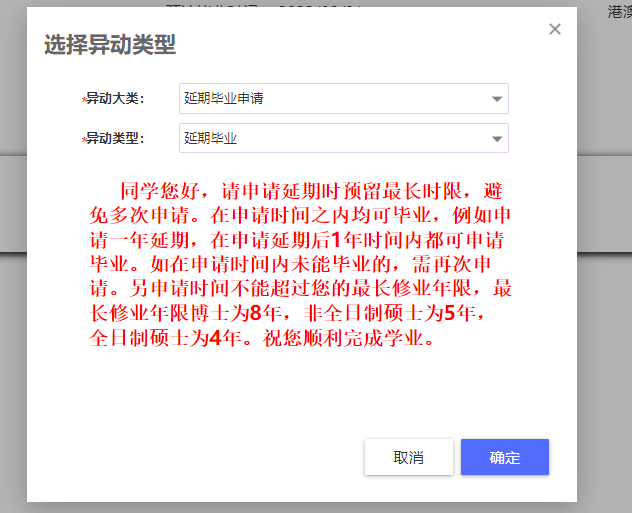 选择异动类型
×
*异动大类：
延期毕业申请
*异动类型：
延期毕业
同学您好，请申请延期时预留最长时限，避
免多次申请。在申请时间之内均可毕业，例如申
请一年延期，在申请延期后1年时间内都可申请
毕业。如在申请时间内未能毕业的，需再次申
请。另申请时间不能超过您的最长修业年限，最
长修业年限博士为8年，非全日制硕士为5年，
全日制硕士为4年。祝您顺利完成学业。
取消
确定